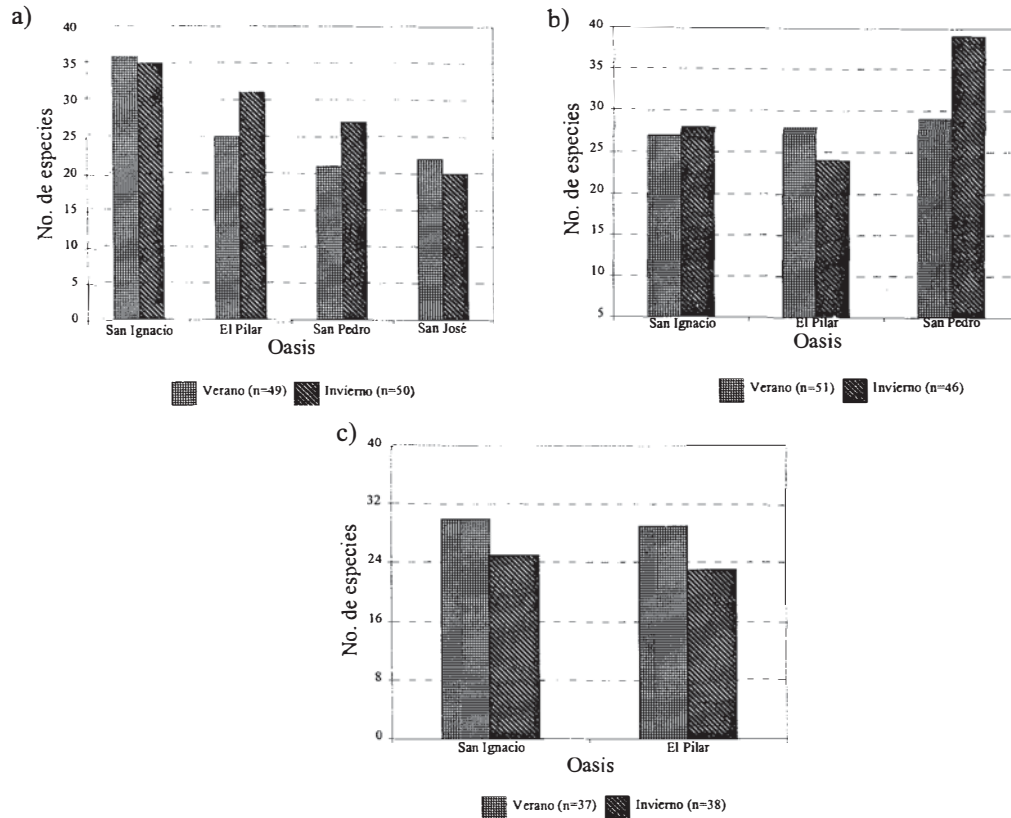 a)
No. de especies
40
35
30
25
20
15
10
5
0
San Ignacio El Pilar San Pedro San José
Oasis
Verano (n=49) Invierno (n=50)
b)
No. de especies
40
35
30
25
20
15
10
5
San Ignacio El Pilar San Pedro
Oasis
Verano (n=51) Invierno (n=46)
c)
No. de especies
40
32
24
16
8
0
San Ignacio El Pilar
Oasis
Verano (n=37) Invierno (n=38)